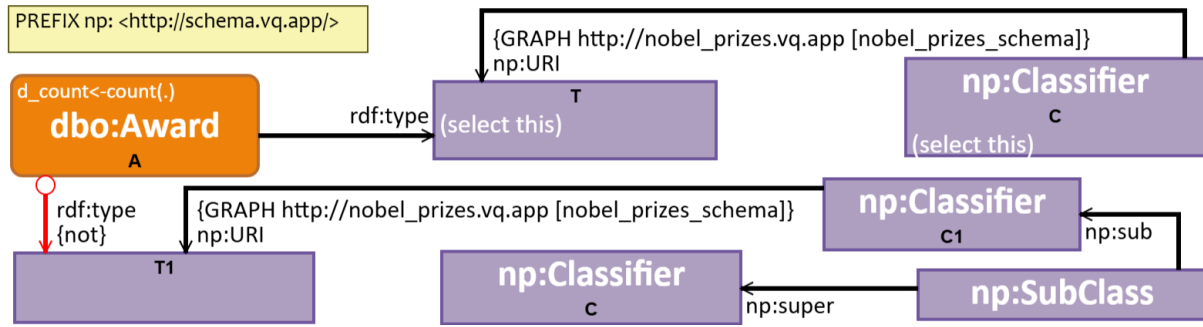 PREFIX np: <http://schema.vq.app/>
{GRAPH http://nobel_prizes.vq.app [nobel_prizes_schema]}
np:URI
d_count<-count(.)
dbo:Award
A
rdf:type
T
(select this)
np:Classifier
C
(select this)
rdf:type
{not}
{GRAPH http://nobel_prizes.vq.app [nobel_prizes_schema]}
np:URI
np:Classifier
C1
np:sub
T1
np:Classifier
C
np:super
np:SubClass